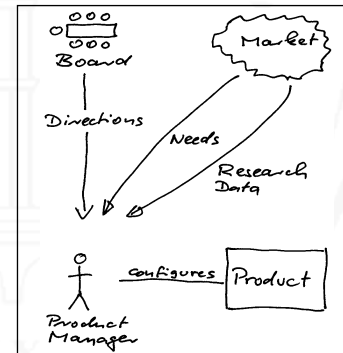 Board
Market
Directions
Needs
Research
Data
configures
Product
Product
Manager